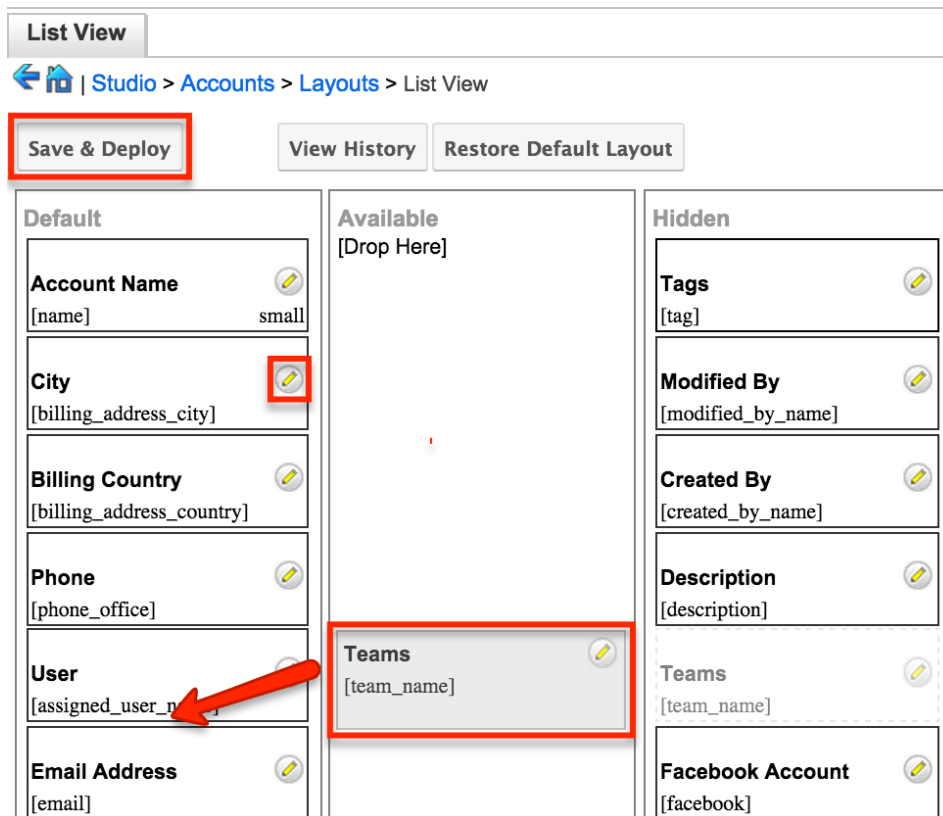 List View
| Studio > Accounts > Layouts > List View
Save & Deploy
View History
Restore Default Layout
Default
Account Name
[name] small
City
[billing_address_city]
Billing Country
[billing_address_country]
Phone
[phone_office]
User
Email Address
[email]
Available
[Drop Here]
Teams
[team_name]
Hidden
Tags
[tag]
Modified By
[modified_by_name]
Created By
[created_by_name]
Description
[description]
Teams
[team_name]
Facebook Account
[facebook]